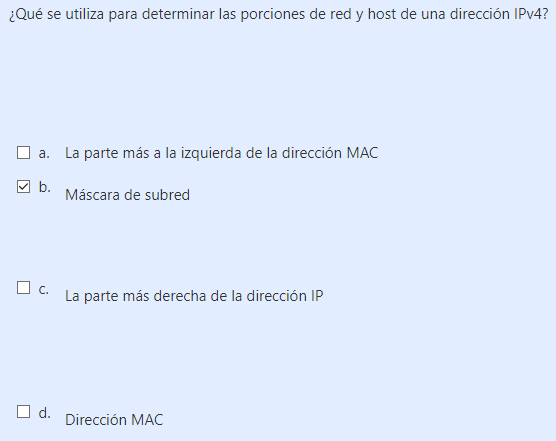 ¿Qué se utiliza para determinar las porciones de red y host de una dirección IPv4?
a. La parte más a la izquierda de la dirección MAC
b. Máscara de subred
c. La parte más derecha de la dirección IP
d. Dirección MAC